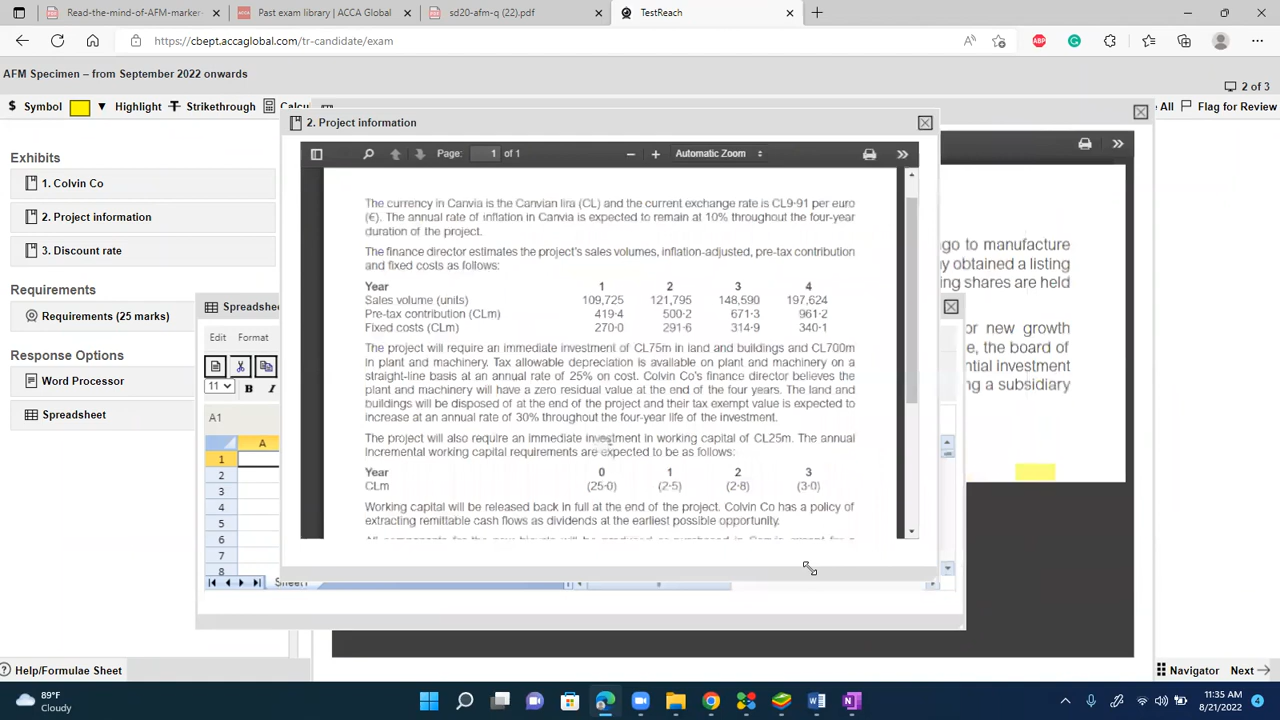 Read-the-mind-of-AFM-marker-
Past exam library | ACCA Global
sd20-afm-q (22).pdf
TestReach
https://cbept.accaglobal.com/tr-candidate/exam
AFM Specimen – from September 2022 onwards
2 of 3
$ Symbol Highlight Strikethrough Calcu
All Flag for Review
Exhibits
1. Colvin Co
2. Project information
3. Discount rate
Requirements
Requirements (25 marks)
Response Options
Word Processor
Spreadsheet
2. Project information
Page: 1 of 1
Automatic Zoom
The currency in Canvia is the Canvian lira (CL) and the current exchange rate is CL9·91 per euro
(€). The annual rate of inflation in Canvia is expected to remain at 10% throughout the four-year
duration of the project.
The finance director estimates the project's sales volumes, inflation-adjusted, pre-tax contribution
and fixed costs as follows:
Year 1 2 3 4
Sales volume (units) 109,725 121,795 148,590 197,624
Pre-tax contribution (CLm) 419·4 500·2 671·3 961·2
Fixed costs (CLm) 270·0 291·6 314·9 340·1
The project will require an immediate investment of CL75m in land and buildings and CL700m
in plant and machinery. Tax allowable depreciation is available on plant and machinery on a
straight-line basis at an annual rate of 25% on cost. Colvin Co's finance director believes the
plant and machinery will have a zero residual value at the end of the four years. The land and
buildings will be disposed of at the end of the project and their tax exempt value is expected to
increase at an annual rate of 30% throughout the four-year life of the investment.
The project will also require an immediate investment in working capital of CL25m. The annual
incremental working capital requirements are expected to be as follows:
Year 0 1 2 3
CLm (25·0) (2·5) (2·8) (3·0)
Working capital will be released back in full at the end of the project. Colvin Co has a policy of
extracting remittable cash flows as dividends at the earliest possible opportunity.
go to manufacture
y obtained a listing
ing shares are held
or new growth
e, the board of
ntial investment
ng a subsidiary
Spreadshe
Edit Format
11 B I
A1
A
1
2
3
4
5
6
7
8
Sheet1
Help/Formulae Sheet
Navigator Next
89°F
Cloudy
11:35 AM
8/21/2022